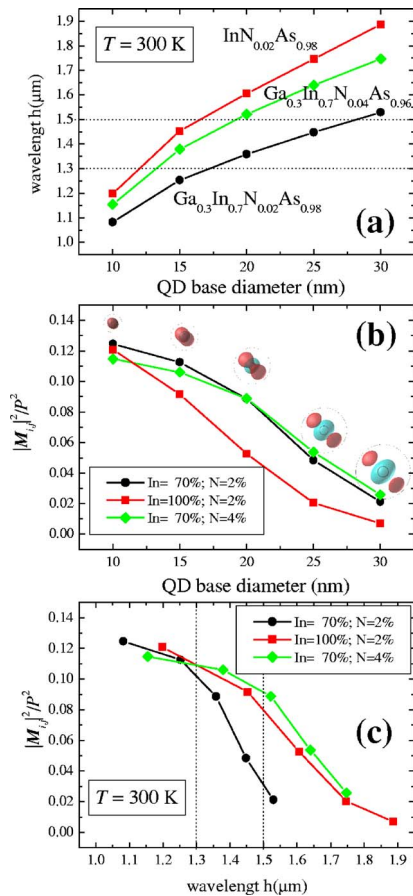 1.9
1.8
1.7
1.6
1.5
1.4
1.3
1.2
1.1
1.0
wavelengt h(μm)
T = 300 K
InN0.02As0.98
Ga0.3In0.7N0.04As0.96
Ga0.3In0.7N0.02As0.98
(a)
10 15 20 25 30
QD base diameter (nm)
0.14
0.12
0.10
0.08
0.06
0.04
0.02
0.00
|Mi,j|²/P²
(b)
In= 70%; N=2%
In=100%; N=2%
In= 70%; N=4%
10 15 20 25 30
QD base diameter (nm)
0.14
0.12
0.10
0.08
0.06
0.04
0.02
0.00
|Mi,j|²/P²
In= 70%; N=2%
In=100%; N=2%
In= 70%; N=4%
(c)
T = 300 K
1.0 1.1 1.2 1.3 1.4 1.5 1.6 1.7 1.8 1.9
wavelengt h(μm)